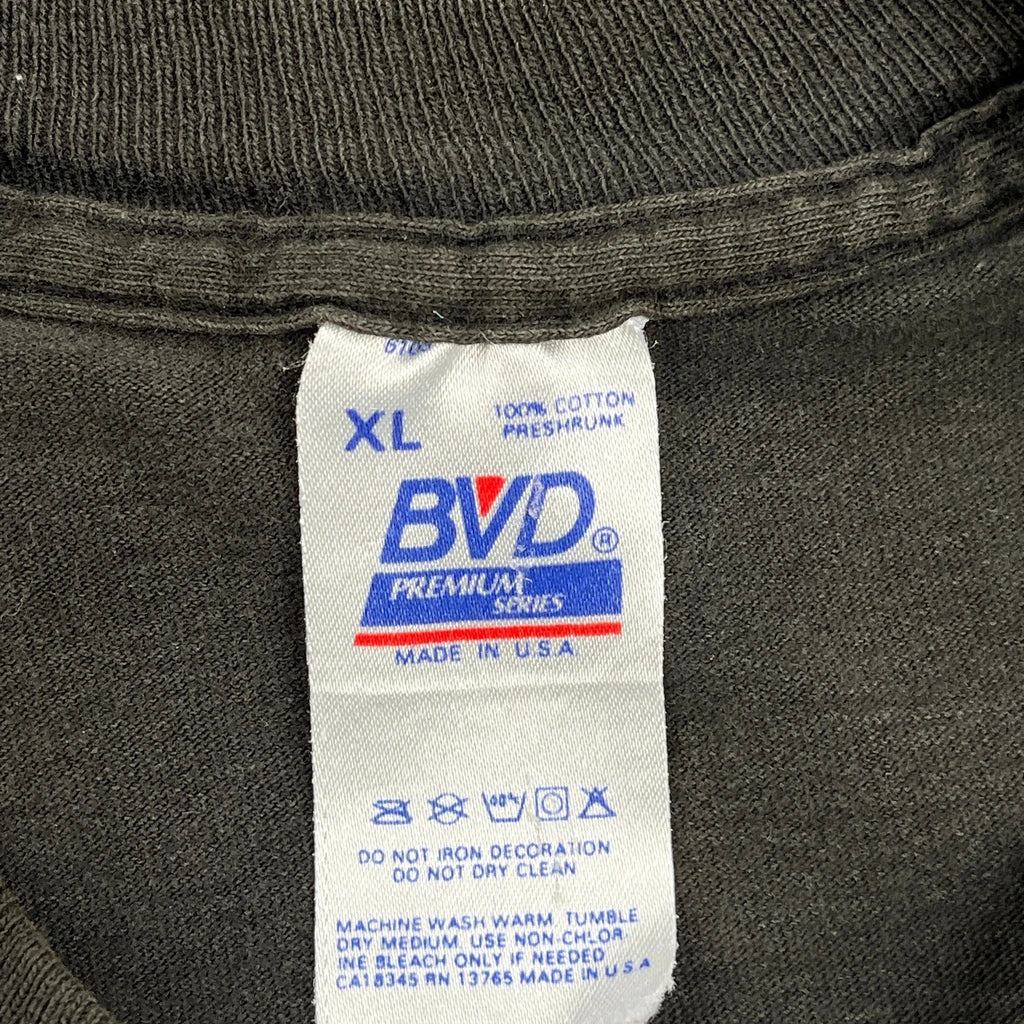 XL
100% COTTON
PRESHRUNK
BVD®
PREMIUM
SERIES
MADE IN U.S.A.
DO NOT IRON DECORATION
DO NOT DRY CLEAN
MACHINE WASH WARM. TUMBLE
DRY MEDIUM. USE NON-CHLOR-
INE BLEACH ONLY IF NEEDED
CA18345 RN 13765 MADE IN U S A